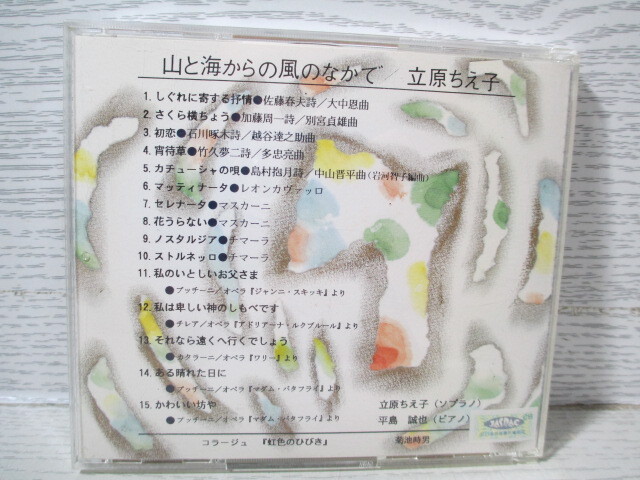 山と海からの風のなかで／立原ちえ子
1. しぐれに寄する抒情●佐藤春夫詩／大中恩曲
2. さくら横ちょう●加藤周一詩／別宮貞雄曲
3. 初恋●石川啄木詩／越谷達之助曲
4. 宵待草●竹久夢二詩／多忠亮曲
5. カチューシャの唄●島村抱月詩／中山晋平曲(岩河智子編曲)
6. マッティナータ●レオンカヴァッロ
7. セレナータ●マスカーニ
8. 花うらない●マスカーニ
9. ノスタルジア●チマーラ
10. ストルネッロ●チマーラ
11. 私のいとしいお父さま
●プッチーニ／オペラ『ジャンニ・スキッキ』より
12. 私は卑しい神のしもべです
●チレア／オペラ『アドリアーナ・ルクブルール』より
13. それなら遠くへ行くでしょう
●カタラーニ／オペラ『ワリー』より
14. ある晴れた日に
●プッチーニ／オペラ『マダム・バタフライ』より
15. かわいい坊や
●プッチーニ／オペラ『マダム・バタフライ』より
立原ちえ子(ソプラノ)
平島 誠也(ピアノ)
コラージュ 『虹色のひびき』 菊池時男